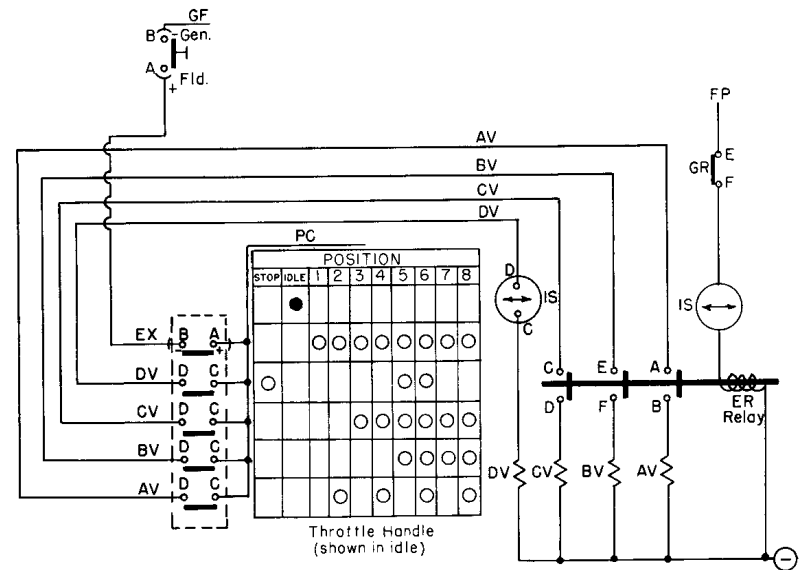 GF
B - Gen.
A + Fld.
FP
AV
E
BV
GR
F
CV
DV
PC
POSITION
STOP IDLE 1 2 3 4 5 6 7 8
D
IS
C
IS
EX B A
- +
DV D C
CV D C
BV D C
AV D C
C E A
D F B
ER
Relay
DV CV BV AV
Throttle Handle
(shown in idle)
−